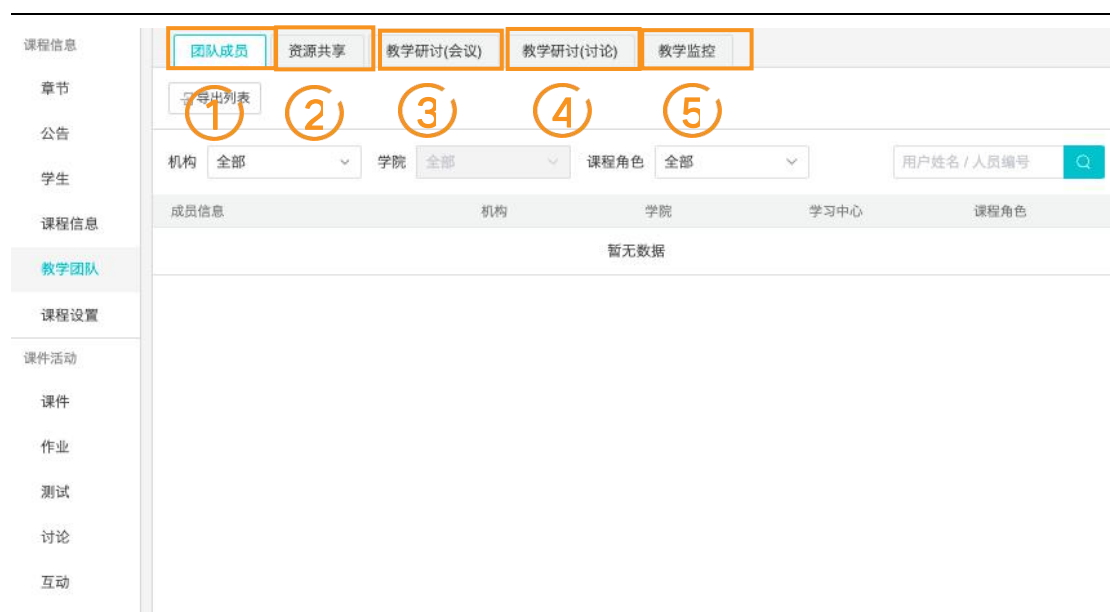 课程信息
章节
公告
学生
课程信息
教学团队
课程设置
课件活动
课件
作业
测试
讨论
互动
团队成员 资源共享 教学研讨(会议) 教学研讨(讨论) 教学监控
导出列表
① ② ③ ④ ⑤
机构 全部 学院 全部 课程角色 全部 用户姓名 / 人员编号
成员信息 机构 学院 学习中心 课程角色
暂无数据